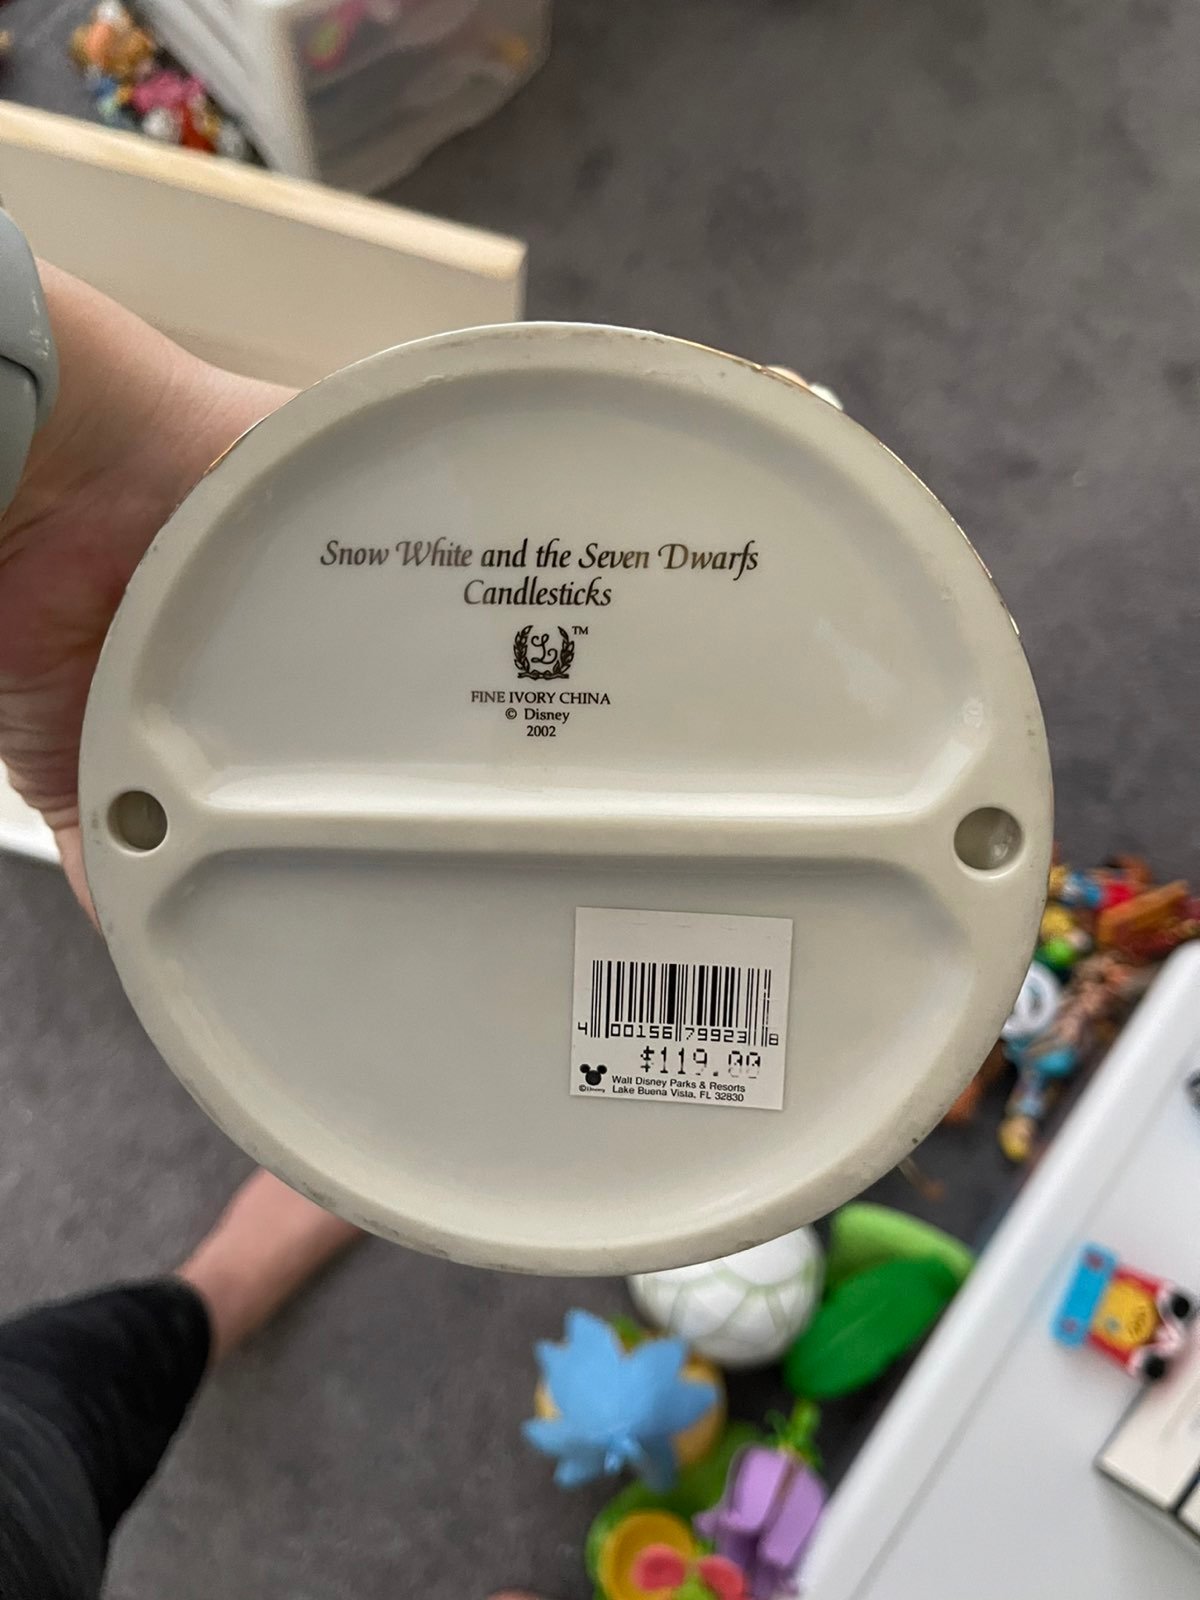 Snow White and the Seven Dwarfs
Candlesticks
L™
FINE IVORY CHINA
© Disney
2002
4 00156 79923 8
$119.00
©Disney
Walt Disney Parks & Resorts
Lake Buena Vista, FL 32830